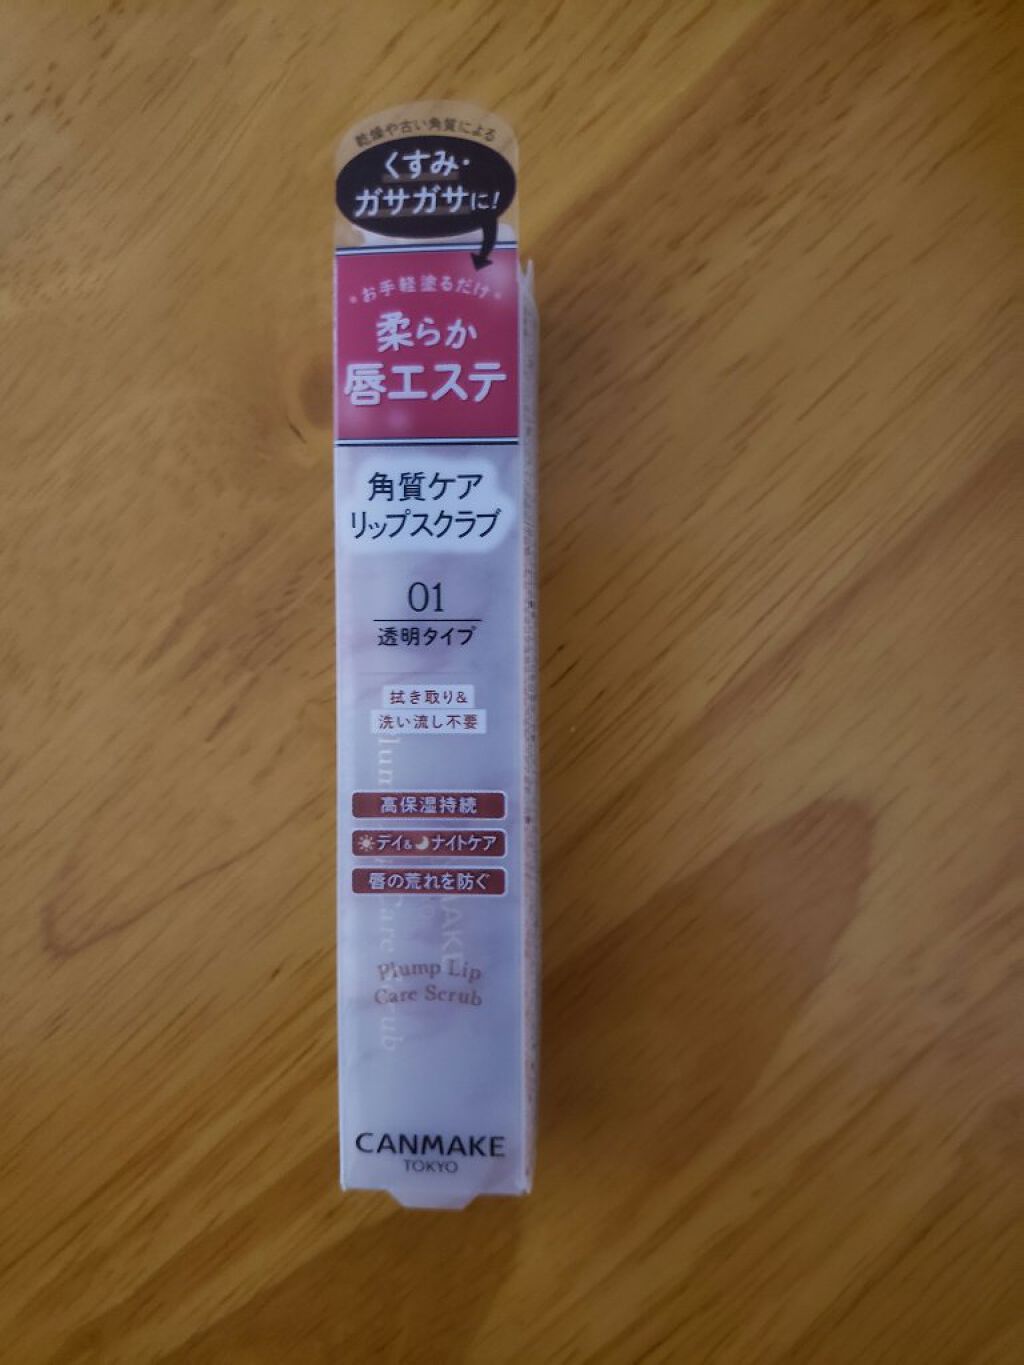 乾燥や古い角質による
くすみ・
ガサガサに!
お手軽塗るだけ
柔らか
唇エステ
角質ケア
リップスクラブ
01
透明タイプ
拭き取り&
洗い流し不要
高保湿持続
デイ&ナイトケア
唇の荒れを防ぐ
Plump Lip
Care Scrub
CANMAKE
TOKYO